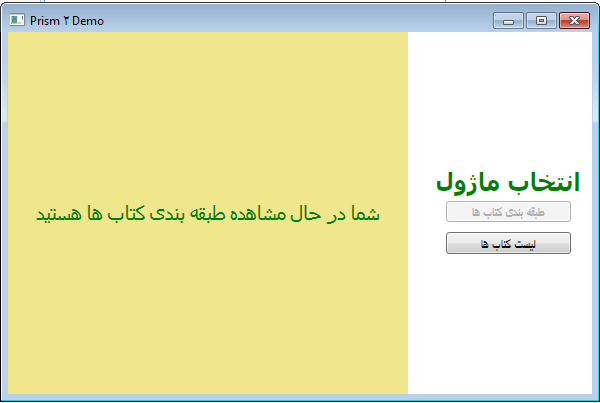 Prism ۲ Demo
انتخاب ماژول
طبقه بندی کتاب ها
لیست کتاب ها
شما در حال مشاهده طبقه بندی کتاب ها هستید